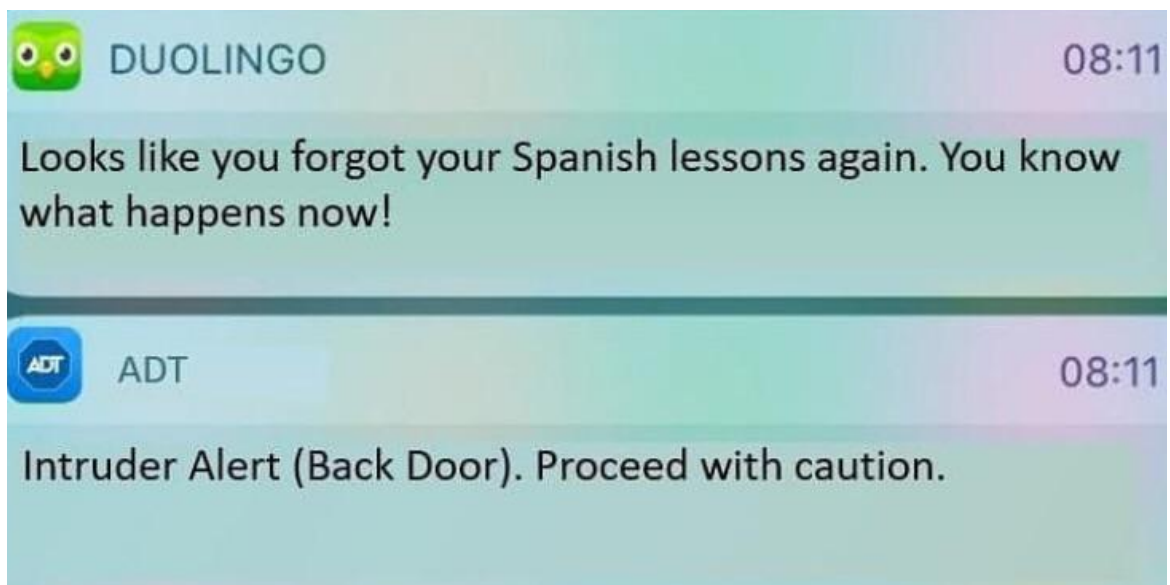 DUOLINGO 08:11
Looks like you forgot your Spanish lessons again. You know
what happens now!
ADT ADT 08:11
Intruder Alert (Back Door). Proceed with caution.